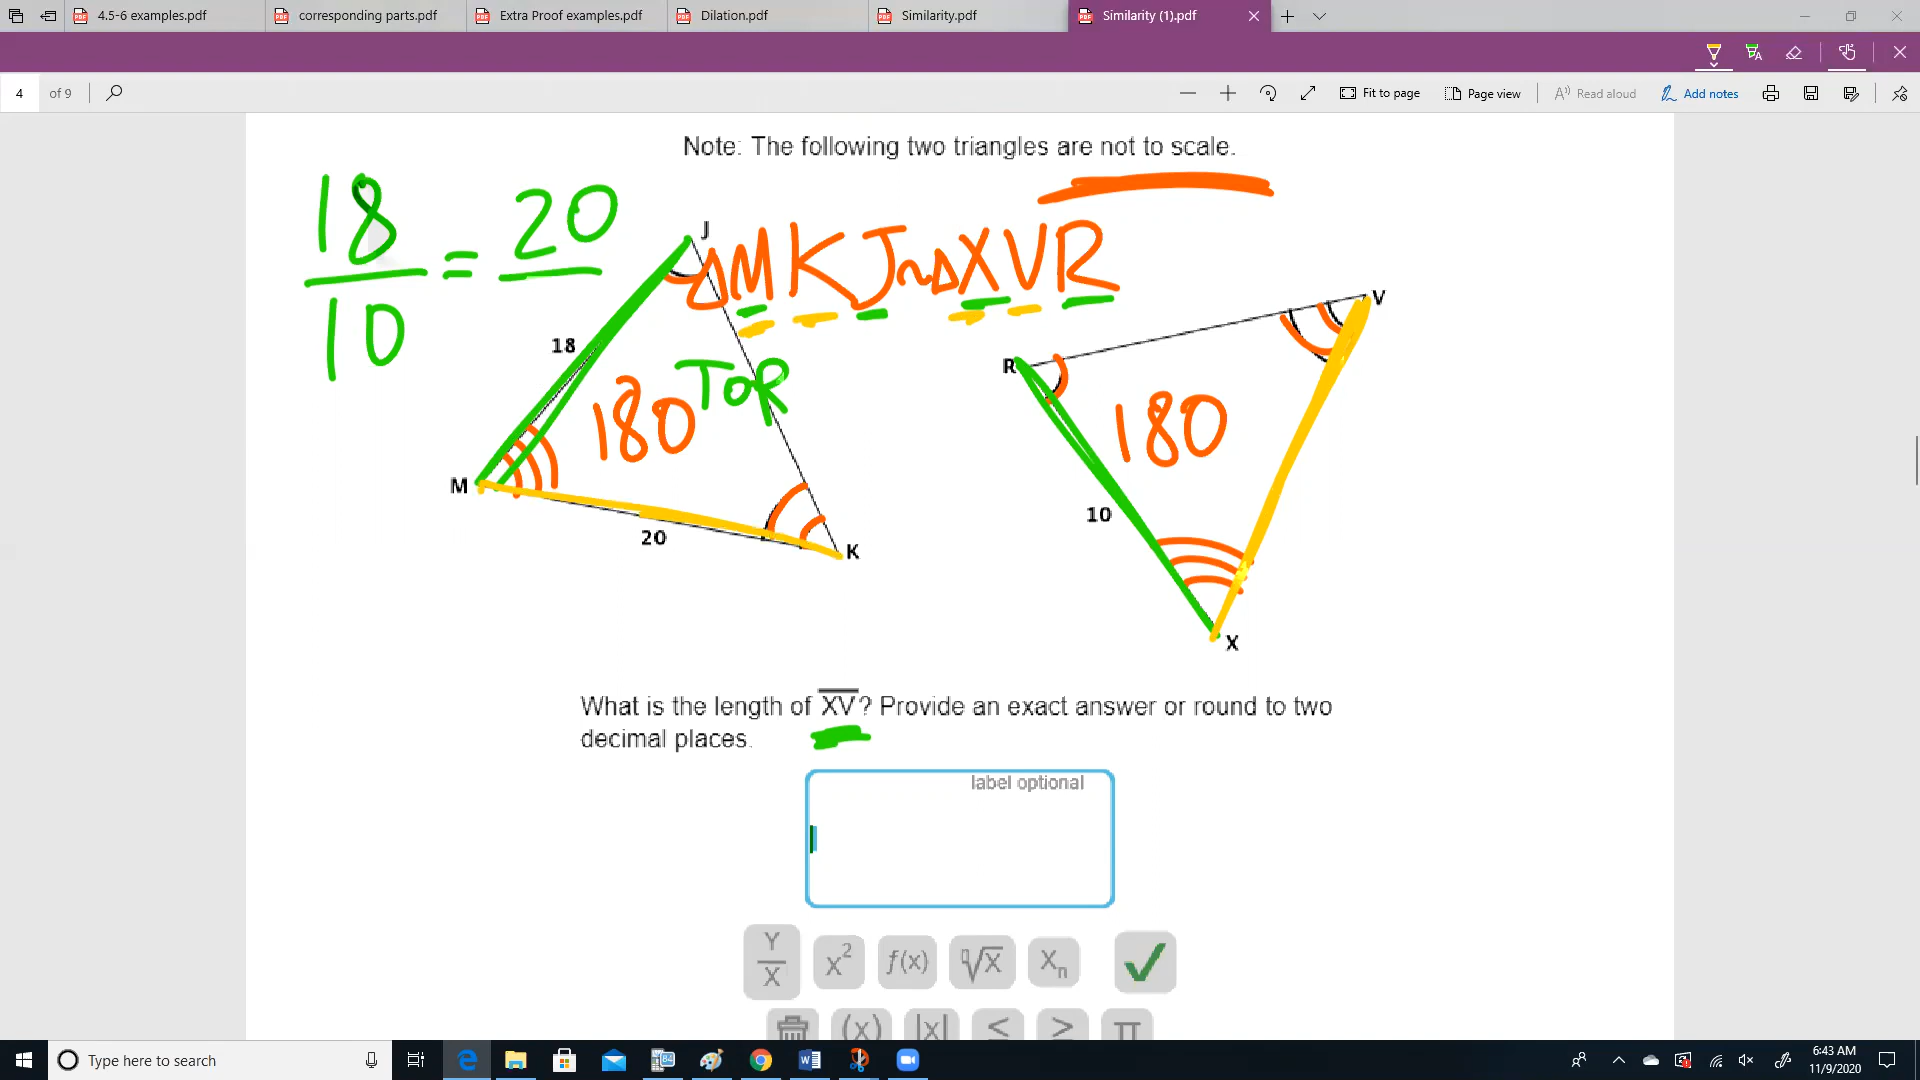 4.5-6 examples.pdf corresponding parts.pdf Extra Proof examples.pdf Dilation.pdf Similarity.pdf Similarity (1).pdf
4 of 9 Fit to page Page view Read aloud Add notes
Note: The following two triangles are not to scale.
18/10 = 20/
△MKJ~△XVR
J
V
18
R
180
TOR
180
M
10
20
K
X
What is the length of XV? Provide an exact answer or round to two
decimal places.
label optional
Y/X x² f(x) √x Xn
(x) |x| < ≥ π
Type here to search
6:43 AM
11/9/2020